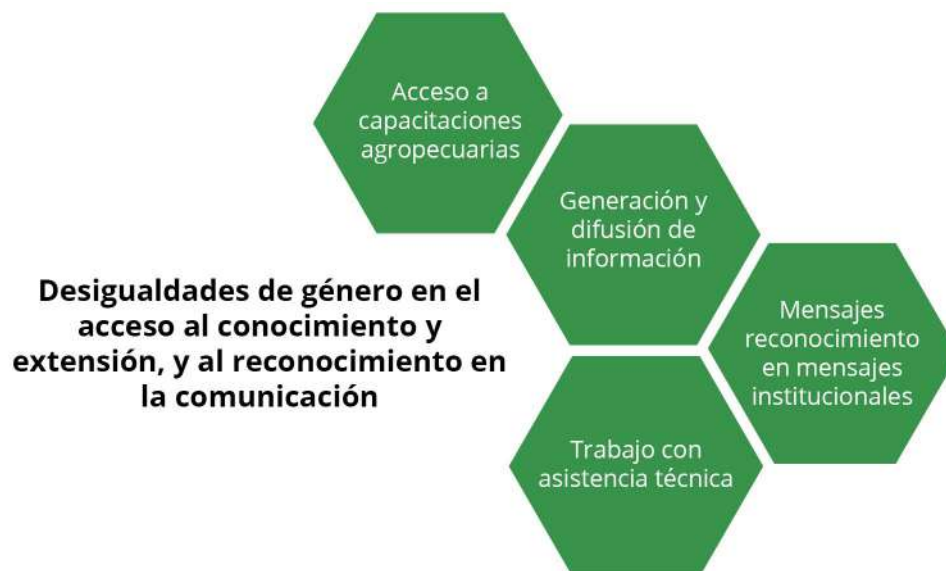 Acceso a
capacitaciones
agropecuarias
Generación y
difusión de
información
Desigualdades de género en el
acceso al conocimiento y
extensión, y al reconocimiento en
la comunicación
Mensajes
reconocimiento
en mensajes
institucionales
Trabajo con
asistencia técnica